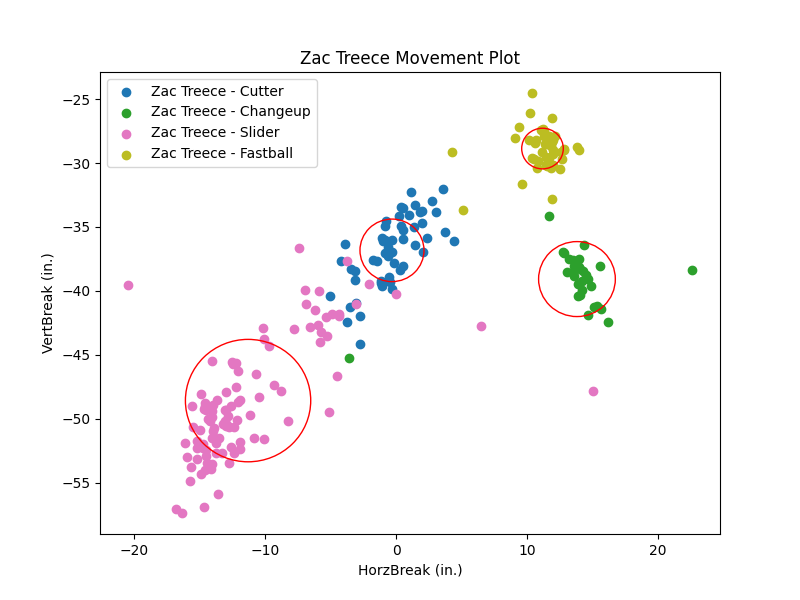 Zac Treece Movement Plot
Zac Treece - Cutter
Zac Treece - Changeup
Zac Treece - Slider
Zac Treece - Fastball
VertBreak (in.)
−25
−30
−35
−40
−45
−50
−55
−20 −10 0 10 20
HorzBreak (in.)